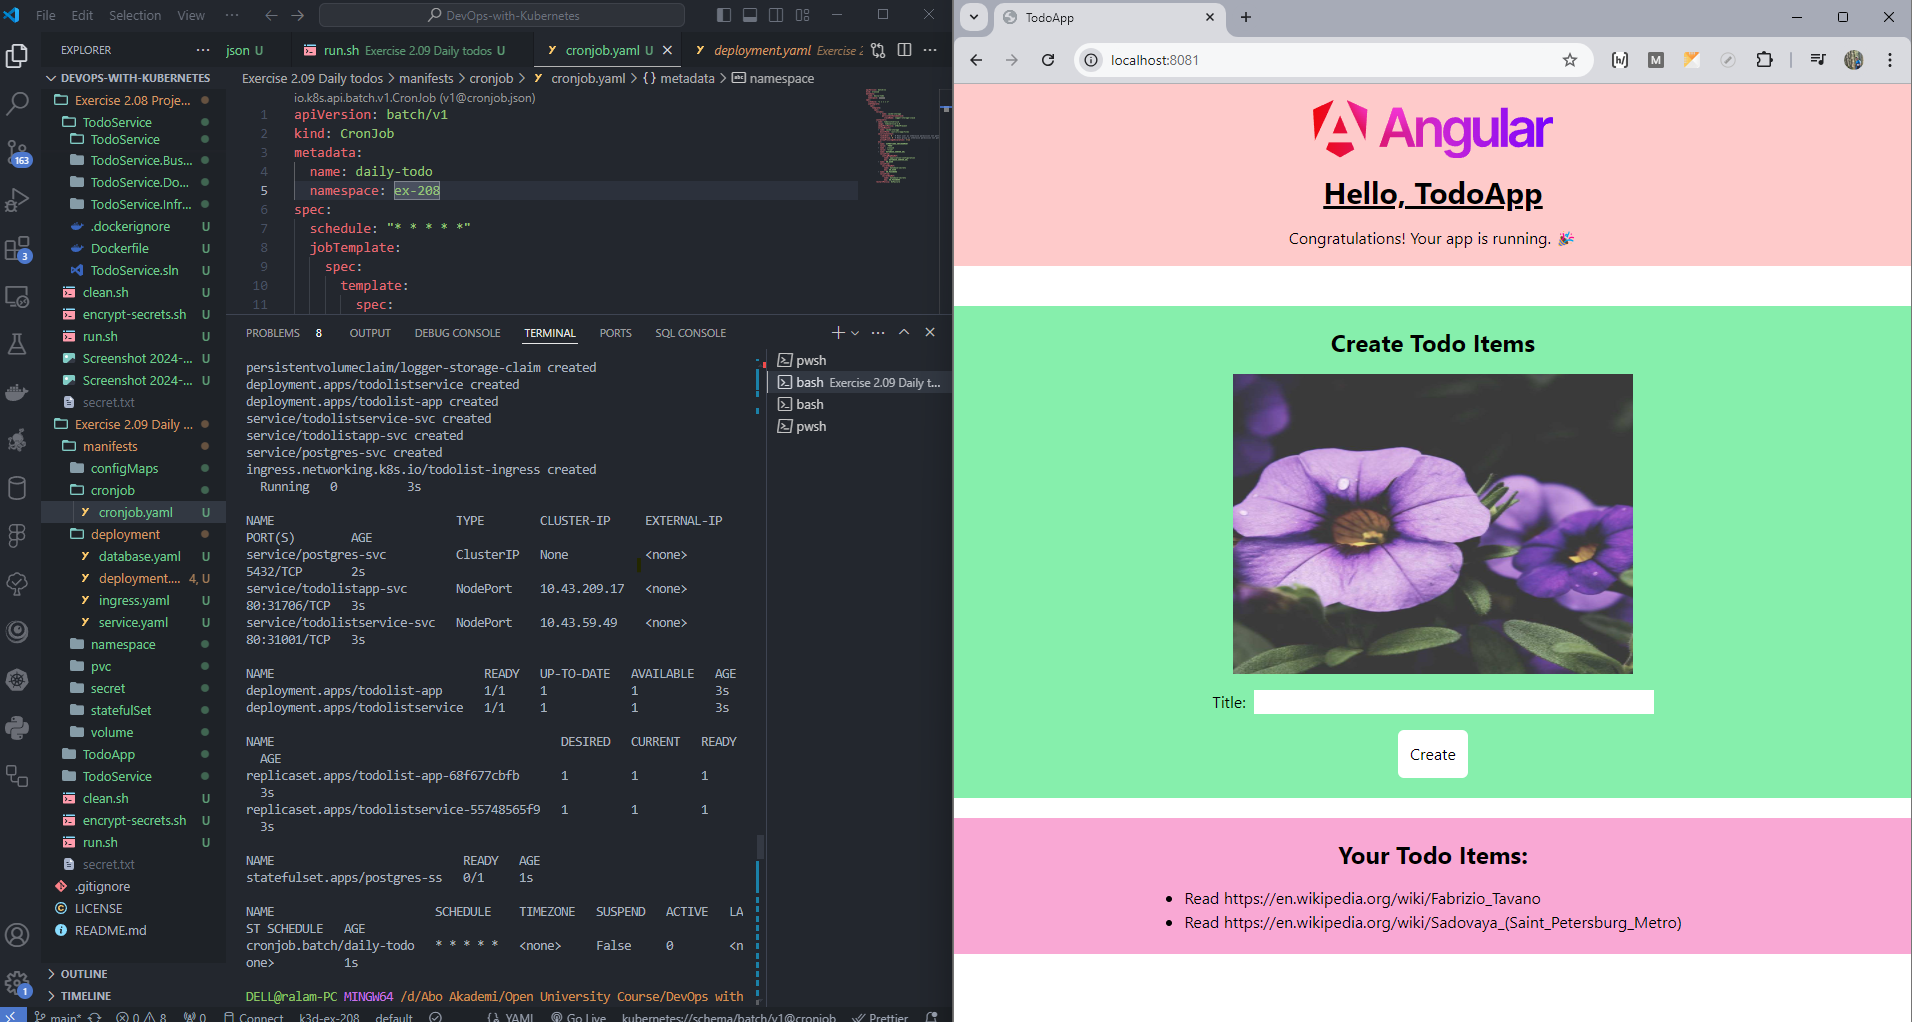 File Edit Selection View ··· DevOps-with-Kubernetes
EXPLORER ···
json U
run.sh Exercise 2.09 Daily todos U
cronjob.yaml U
deployment.yaml Exercise 2
DEVOPS-WITH-KUBERNETES
Exercise 2.08 Proje...
TodoService
TodoService
TodoService.Bus...
TodoService.Do...
TodoService.Infr...
.dockerignore U
Dockerfile U
TodoService.sln U
clean.sh U
encrypt-secrets.sh U
run.sh U
Screenshot 2024-... U
Screenshot 2024-... U
secret.txt
Exercise 2.09 Daily ...
manifests
configMaps
cronjob
cronjob.yaml U
deployment
database.yaml U
deployment.... 4, U
ingress.yaml U
service.yaml U
namespace
pvc
secret
statefulSet
volume
TodoApp
TodoService
clean.sh U
encrypt-secrets.sh U
run.sh U
secret.txt
.gitignore
LICENSE
README.md
OUTLINE
TIMELINE
163
3
1
Exercise 2.09 Daily todos > manifests > cronjob > cronjob.yaml > {} metadata > namespace
io.k8s.api.batch.v1.CronJob (v1@cronjob.json)
1 apiVersion: batch/v1
2 kind: CronJob
3 metadata:
4 name: daily-todo
5 namespace: ex-208
6 spec:
7 schedule: "* * * * *"
8 jobTemplate:
9 spec:
10 template:
11 spec:
PROBLEMS 8 OUTPUT DEBUG CONSOLE TERMINAL PORTS SQL CONSOLE
persistentvolumeclaim/logger-storage-claim created
deployment.apps/todolistservice created
deployment.apps/todolist-app created
service/todolistservice-svc created
service/todolistapp-svc created
service/postgres-svc created
ingress.networking.k8s.io/todolist-ingress created
Running 0 3s
NAME TYPE CLUSTER-IP EXTERNAL-IP
PORT(S) AGE
service/postgres-svc ClusterIP None <none>
5432/TCP 2s
service/todolistapp-svc NodePort 10.43.209.17 <none>
80:31706/TCP 3s
service/todolistservice-svc NodePort 10.43.59.49 <none>
80:31001/TCP 3s
NAME READY UP-TO-DATE AVAILABLE AGE
deployment.apps/todolist-app 1/1 1 1 3s
deployment.apps/todolistservice 1/1 1 1 3s
NAME DESIRED CURRENT READY
AGE
replicaset.apps/todolist-app-68f677cbfb 1 1 1
3s
replicaset.apps/todolistservice-55748565f9 1 1 1
3s
NAME READY AGE
statefulset.apps/postgres-ss 0/1 1s
NAME SCHEDULE TIMEZONE SUSPEND ACTIVE LA
ST SCHEDULE AGE
cronjob.batch/daily-todo * * * * * <none> False 0 <n
one> 1s
DELL@ralam-PC MINGW64 /d/Abo Akademi/Open University Course/DevOps with
pwsh
bash Exercise 2.09 Daily t...
bash
pwsh
main* 0 8 0 Connect k3d-ex-208 default {} YAML Go Live kubernetes://schema/batch/v1@cronjob Prettier
TodoApp
localhost:8081
Angular
Hello, TodoApp
Congratulations! Your app is running. 🎉
Create Todo Items
Title:
Create
Your Todo Items:
• Read https://en.wikipedia.org/wiki/Fabrizio_Tavano
• Read https://en.wikipedia.org/wiki/Sadovaya_(Saint_Petersburg_Metro)